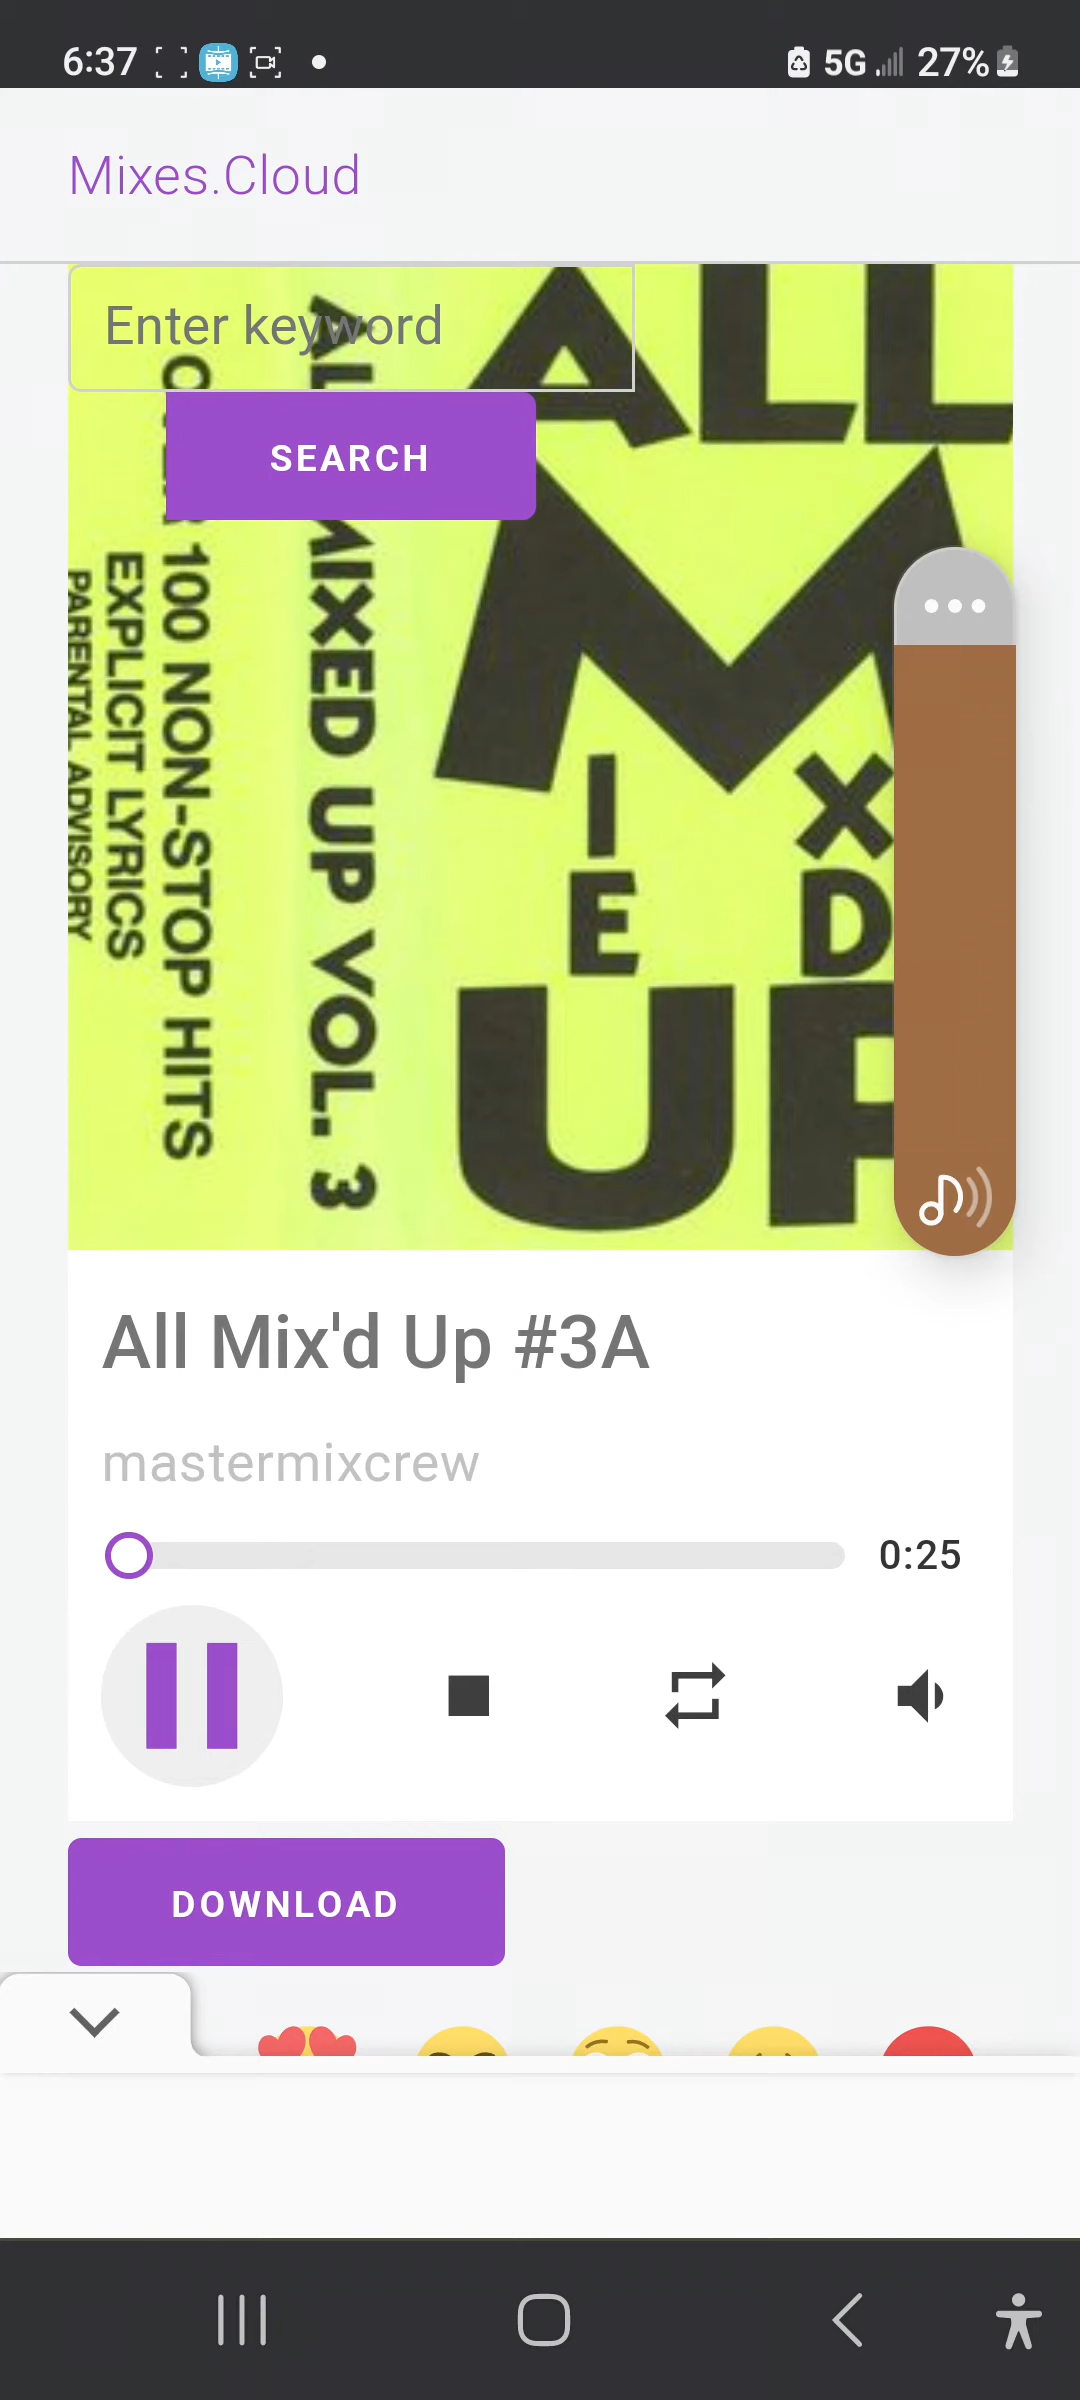 6:37
5G 27%
Mixes.Cloud
Enter keyword
SEARCH
ALL
M
I X
E D
UP
MIXED UP VOL. 3
100 NON-STOP HITS
EXPLICIT LYRICS
PARENTAL ADVISORY
All Mix'd Up #3A
mastermixcrew
0:25
DOWNLOAD